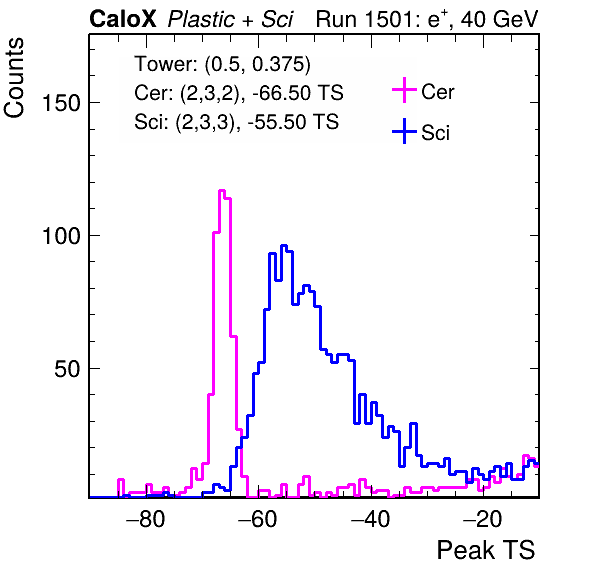 CaloX Plastic + Sci Run 1501: e+, 40 GeV
Counts
Tower: (0.5, 0.375)
Cer: (2,3,2), -66.50 TS
Sci: (2,3,3), -55.50 TS
Cer
Sci
150
100
50
−80 −60 −40 −20
Peak TS